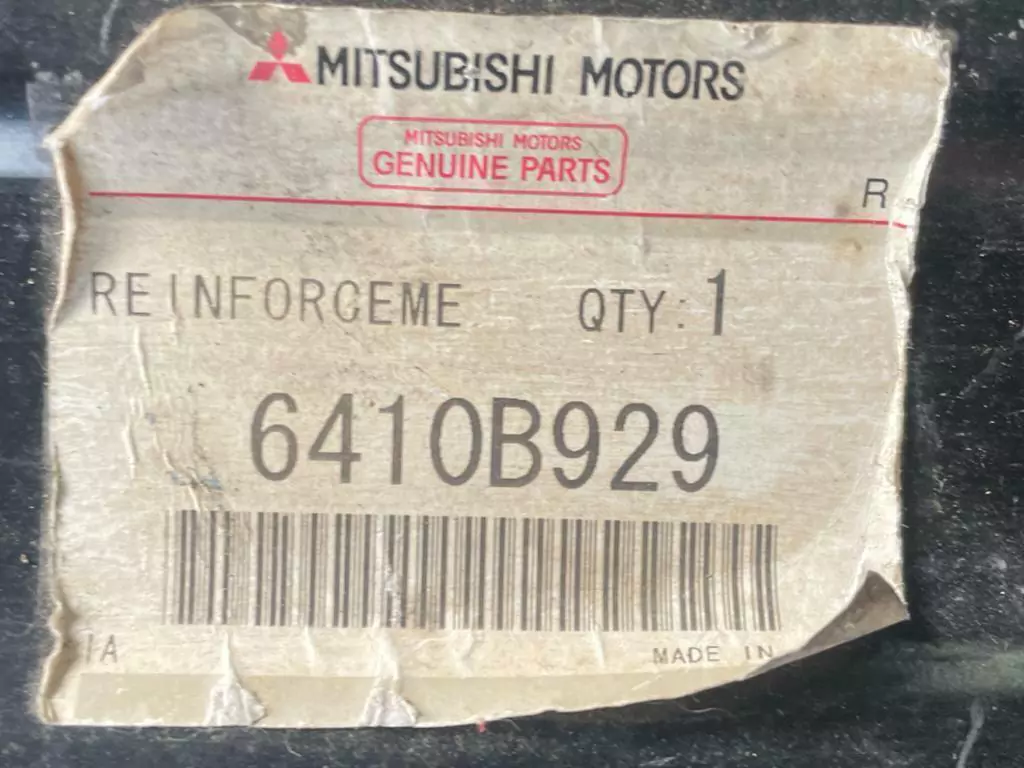 MITSUBISHI MOTORS
MITSUBISHI MOTORS
GENUINE PARTS
R
REINFORCEME QTY:1
6410B929
IA MADE IN